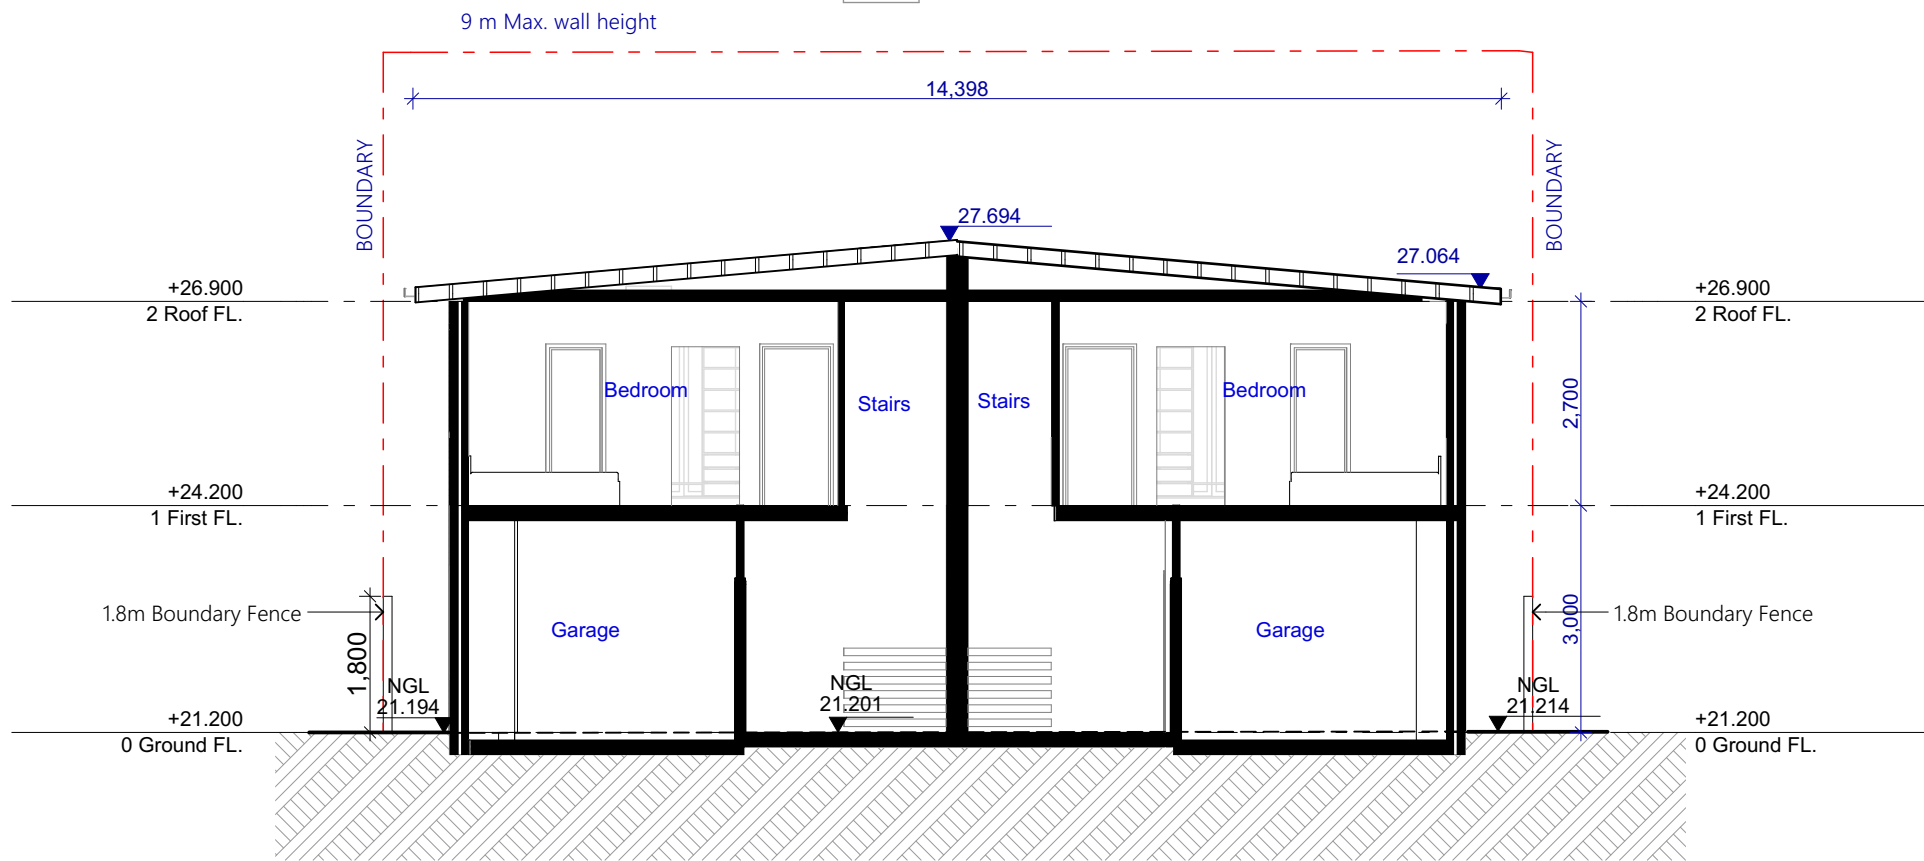 9 m Max. wall height
14,398
BOUNDARY
BOUNDARY
27.694
27.064
+26.900
2 Roof FL.
+26.900
2 Roof FL.
Bedroom
Stairs
Stairs
Bedroom
2,700
+24.200
1 First FL.
+24.200
1 First FL.
1.8m Boundary Fence
1.8m Boundary Fence
3,000
Garage
Garage
1,800
NGL
21.194
NGL
21.201
NGL
21.214
+21.200
0 Ground FL.
+21.200
0 Ground FL.